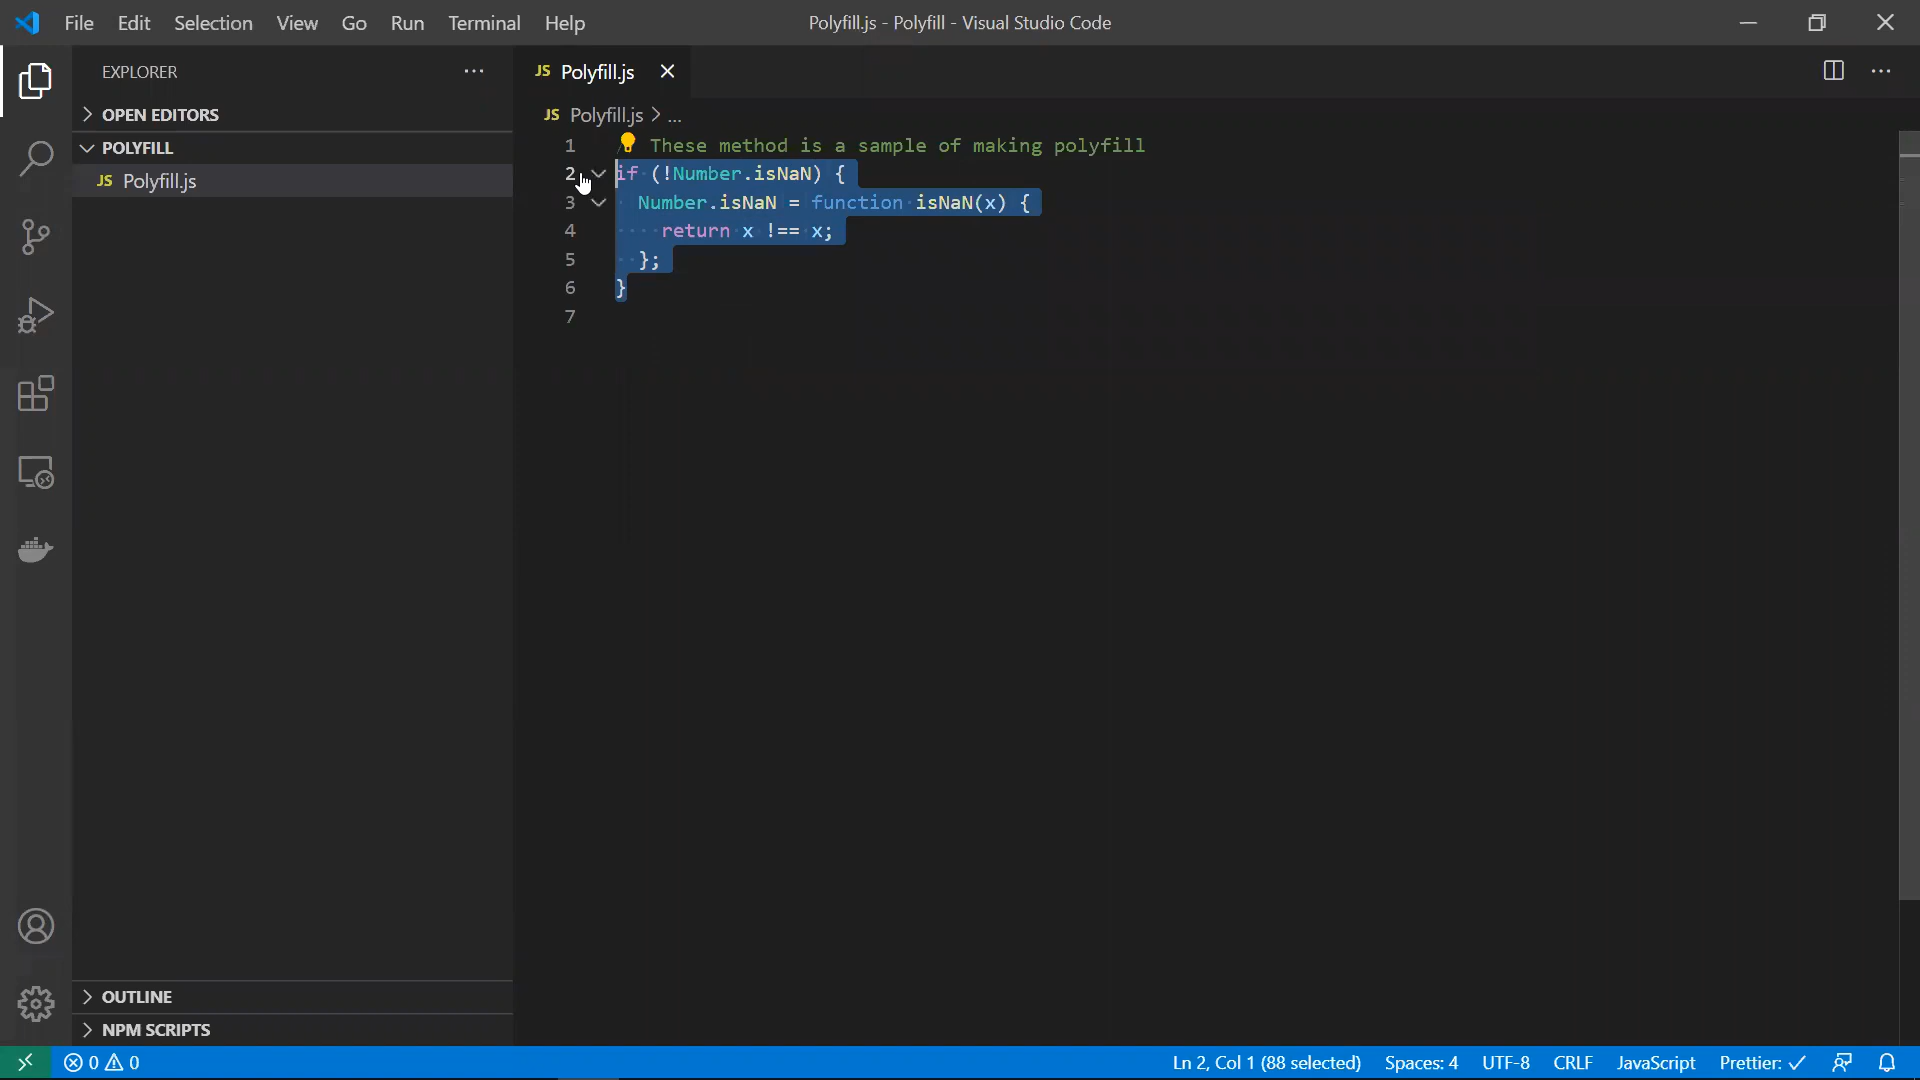 File Edit Selection View Go Run Terminal Help
Polyfill.js - Polyfill - Visual Studio Code
EXPLORER
OPEN EDITORS
POLYFILL
JS Polyfill.js
OUTLINE
NPM SCRIPTS
JS Polyfill.js
JS Polyfill.js > ...
1 These method is a sample of making polyfill
2 if (!Number.isNaN) {
3 Number.isNaN = function isNaN(x) {
4 return x !== x;
5 };
6 }
7
0 0
Ln 2, Col 1 (88 selected) Spaces: 4 UTF-8 CRLF JavaScript Prettier: ✓